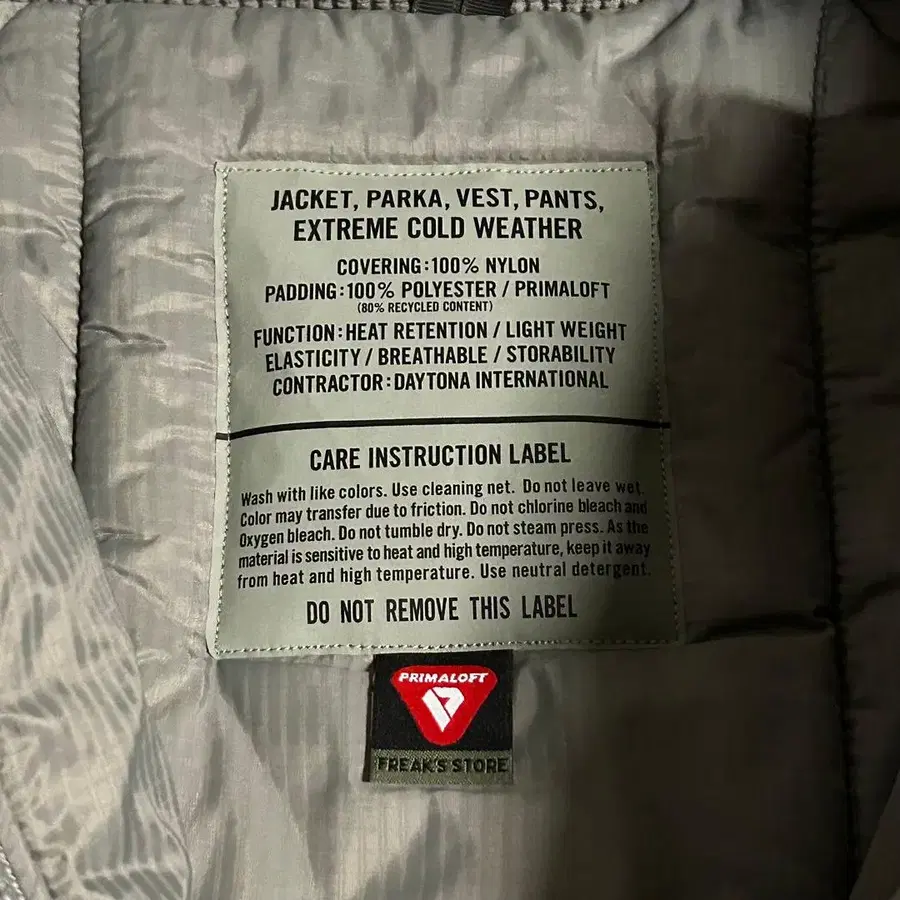 JACKET, PARKA, VEST, PANTS,
EXTREME COLD WEATHER
COVERING:100% NYLON
PADDING:100% POLYESTER / PRIMALOFT
(80% RECYCLED CONTENT)
FUNCTION:HEAT RETENTION / LIGHT WEIGHT
ELASTICITY / BREATHABLE / STORABILITY
CONTRACTOR:DAYTONA INTERNATIONAL
CARE INSTRUCTION LABEL
Wash with like colors. Use cleaning net. Do not leave wet.
Color may transfer due to friction. Do not chlorine bleach and
Oxygen bleach. Do not tumble dry. Do not steam press. As the
material is sensitive to heat and high temperature, keep it away
from heat and high temperature. Use neutral detergent.
DO NOT REMOVE THIS LABEL
PRIMALOFT
FREAK'S STORE